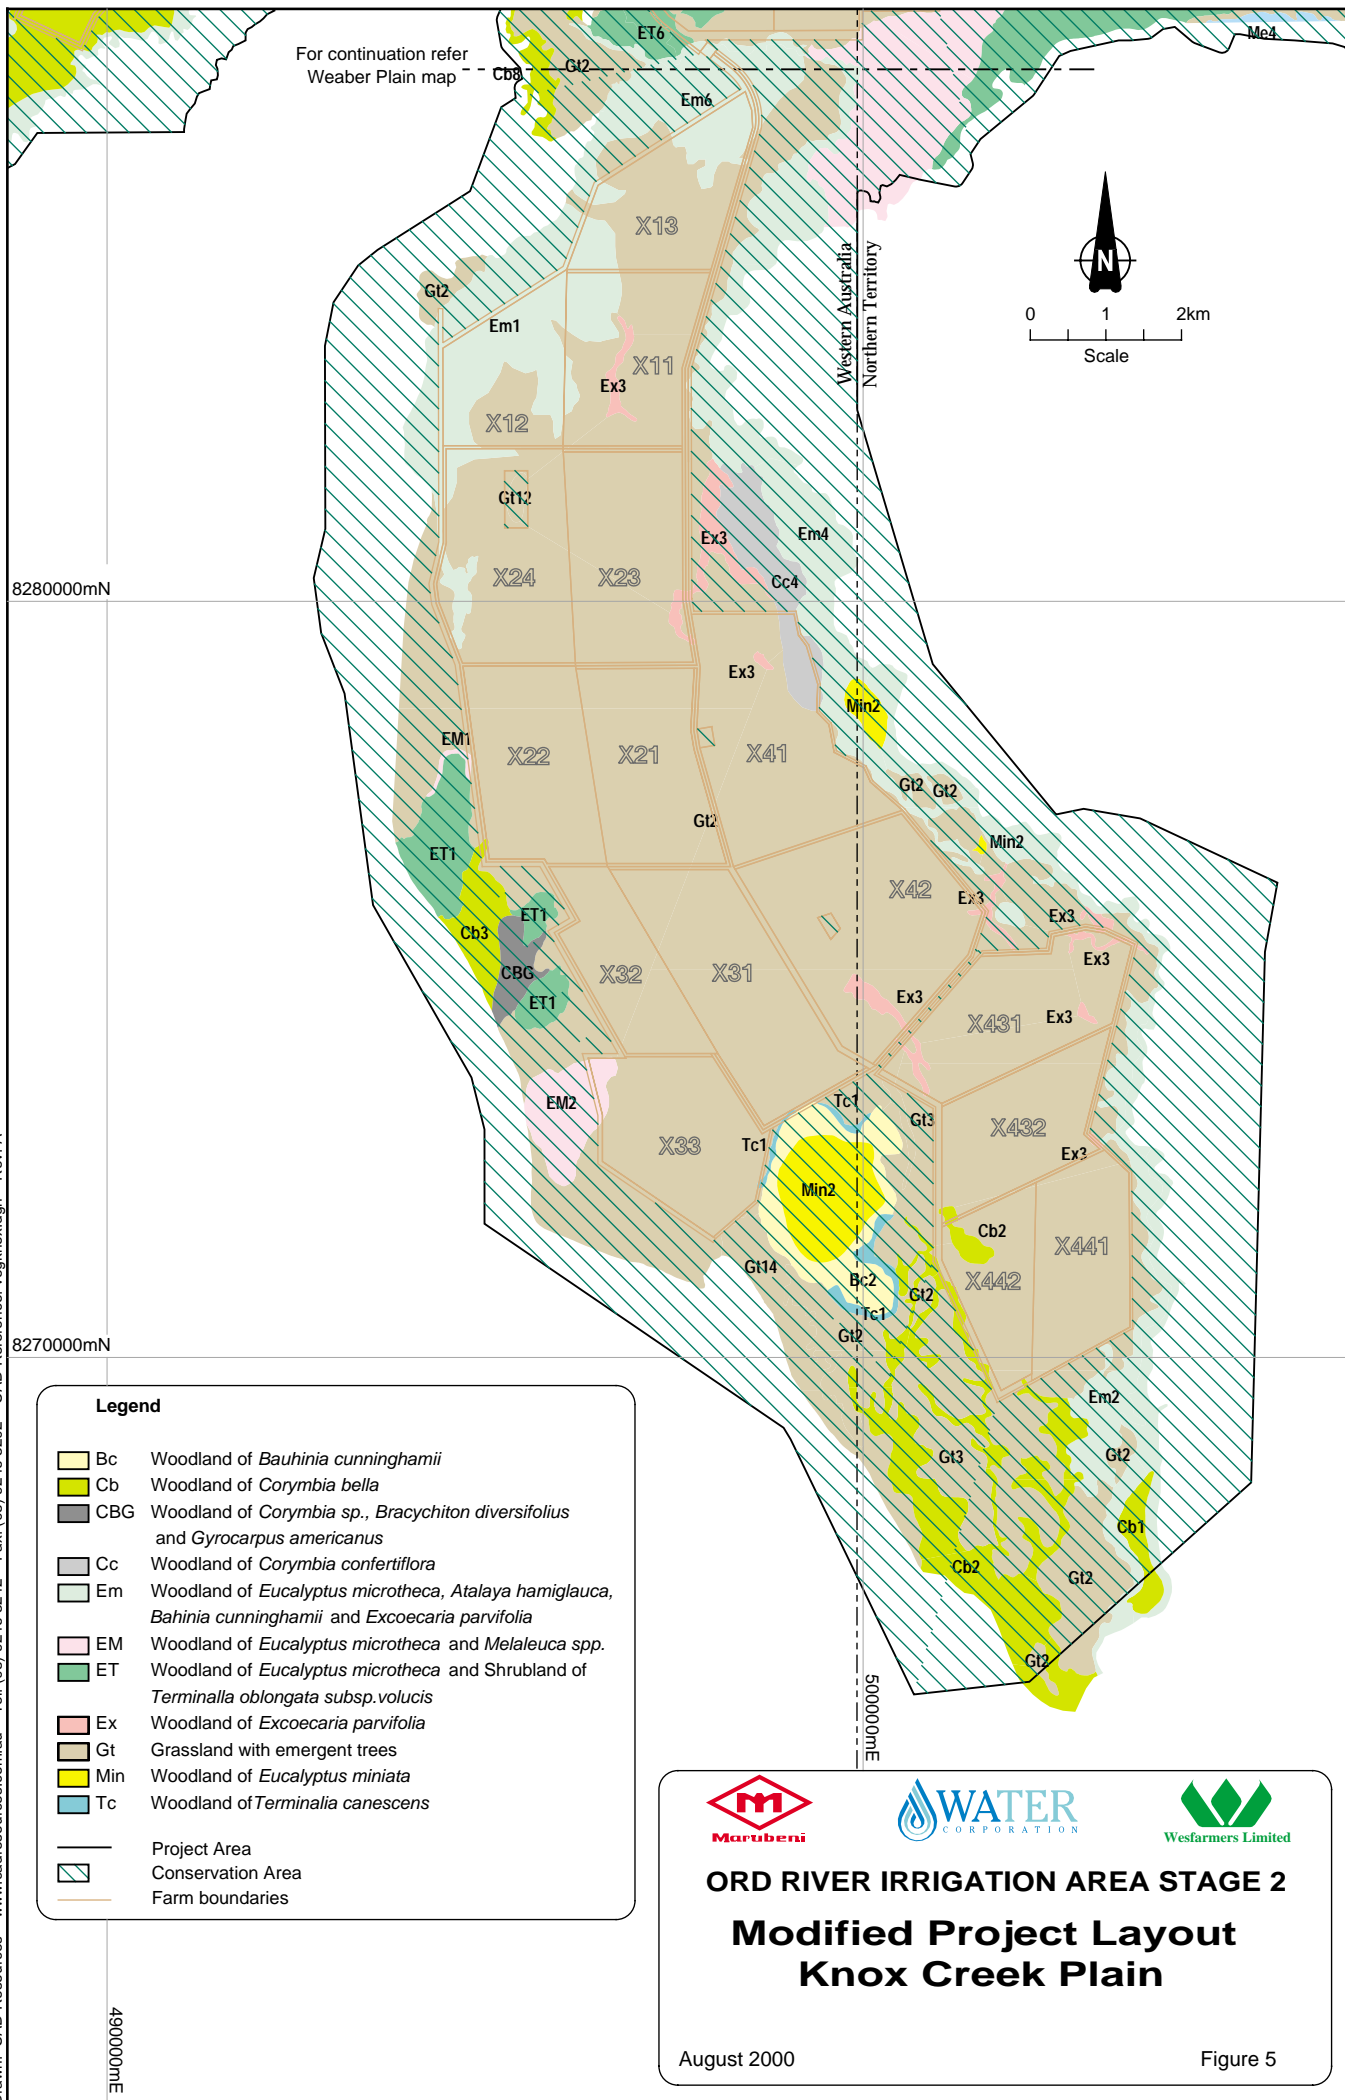 For continuation refer
Weaber Plain map
ET6
Me4
Cb8
Gt2
Em6
X13
Western Australia
Northern Territory
N
0 1 2km
Scale
Gt2
Em1
X11
Ex3
X12
Gt12
Ex3
Em4
X24
X23
Cc4
8280000mN
Ex3
Min2
EM1
X22
X21
X41
Gt2
Gt2
Gt2
Min2
ET1
X42
Ex3
ET1
Ex3
Cb3
CBG
X32
X31
Ex3
ET1
Ex3
X431
Ex3
EM2
Tc1
Gt3
X432
X33
Tc1
Ex3
Min2
Cb2
X441
Gt14
Bc2
X442
Gt2
Tc1
Gt2
8270000mN
Em2
Gt3
Gt2
Cb1
Cb2
Gt2
Gt2
500000mE
490000mE
Legend
Bc Woodland of Bauhinia cunninghamii
Cb Woodland of Corymbia bella
CBG Woodland of Corymbia sp., Bracychiton diversifolius
and Gyrocarpus americanus
Cc Woodland of Corymbia confertiflora
Em Woodland of Eucalyptus microtheca, Atalaya hamiglauca,
Bahinia cunninghamii and Excoecaria parvifolia
EM Woodland of Eucalyptus microtheca and Melaleuca spp.
ET Woodland of Eucalyptus microtheca and Shrubland of
Terminalla oblongata subsp.volucis
Ex Woodland of Excoecaria parvifolia
Gt Grassland with emergent trees
Min Woodland of Eucalyptus miniata
Tc Woodland of Terminalia canescens
Project Area
Conservation Area
Farm boundaries
Marubeni
WATER
CORPORATION
Wesfarmers Limited
ORD RIVER IRRIGATION AREA STAGE 2
Modified Project Layout
Knox Creek Plain
August 2000
Figure 5